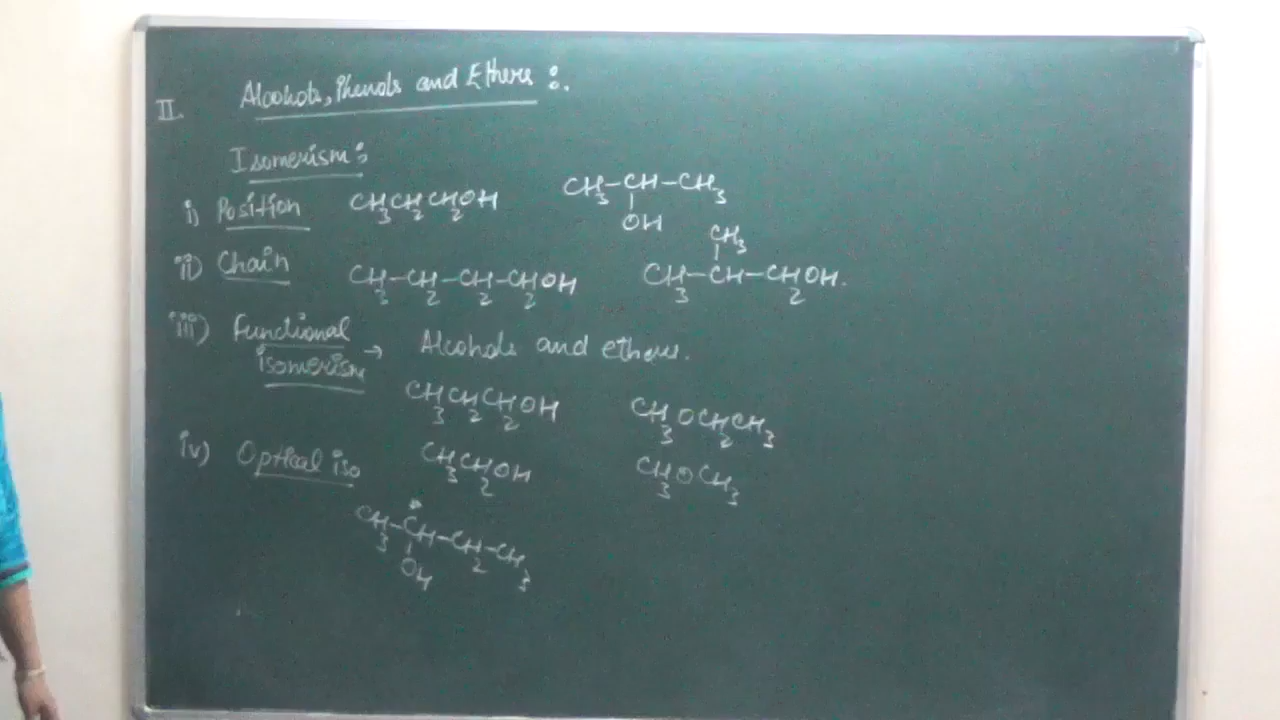 II. Alcohols, Phenols and Ethers :.
Isomerism :
i) Position CH3CH2CH2OH CH3-CH-CH3
OH
CH3
ii) Chain CH3-CH2-CH2-CH2OH CH3-CH-CH2OH.
iii) Functional
isomerism → Alcohols and ethers.
CH3CH2CH2OH CH3OCH2CH3
iv) Optical iso CH3CH2OH CH3OCH3
CH3-C*H-CH2-CH3
OH